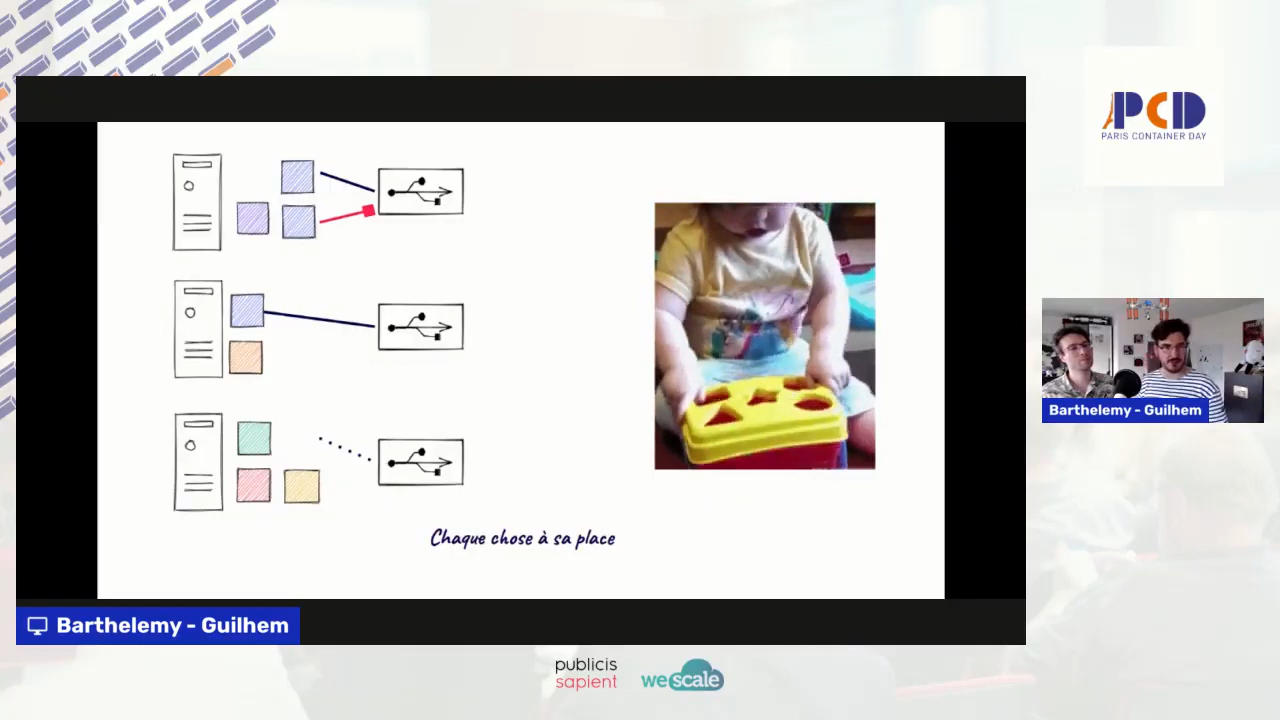 PCD
PARIS CONTAINER DAY
Chaque chose à sa place
Barthelemy - Guilhem
Barthelemy - Guilhem
publicis
sapient
wescale